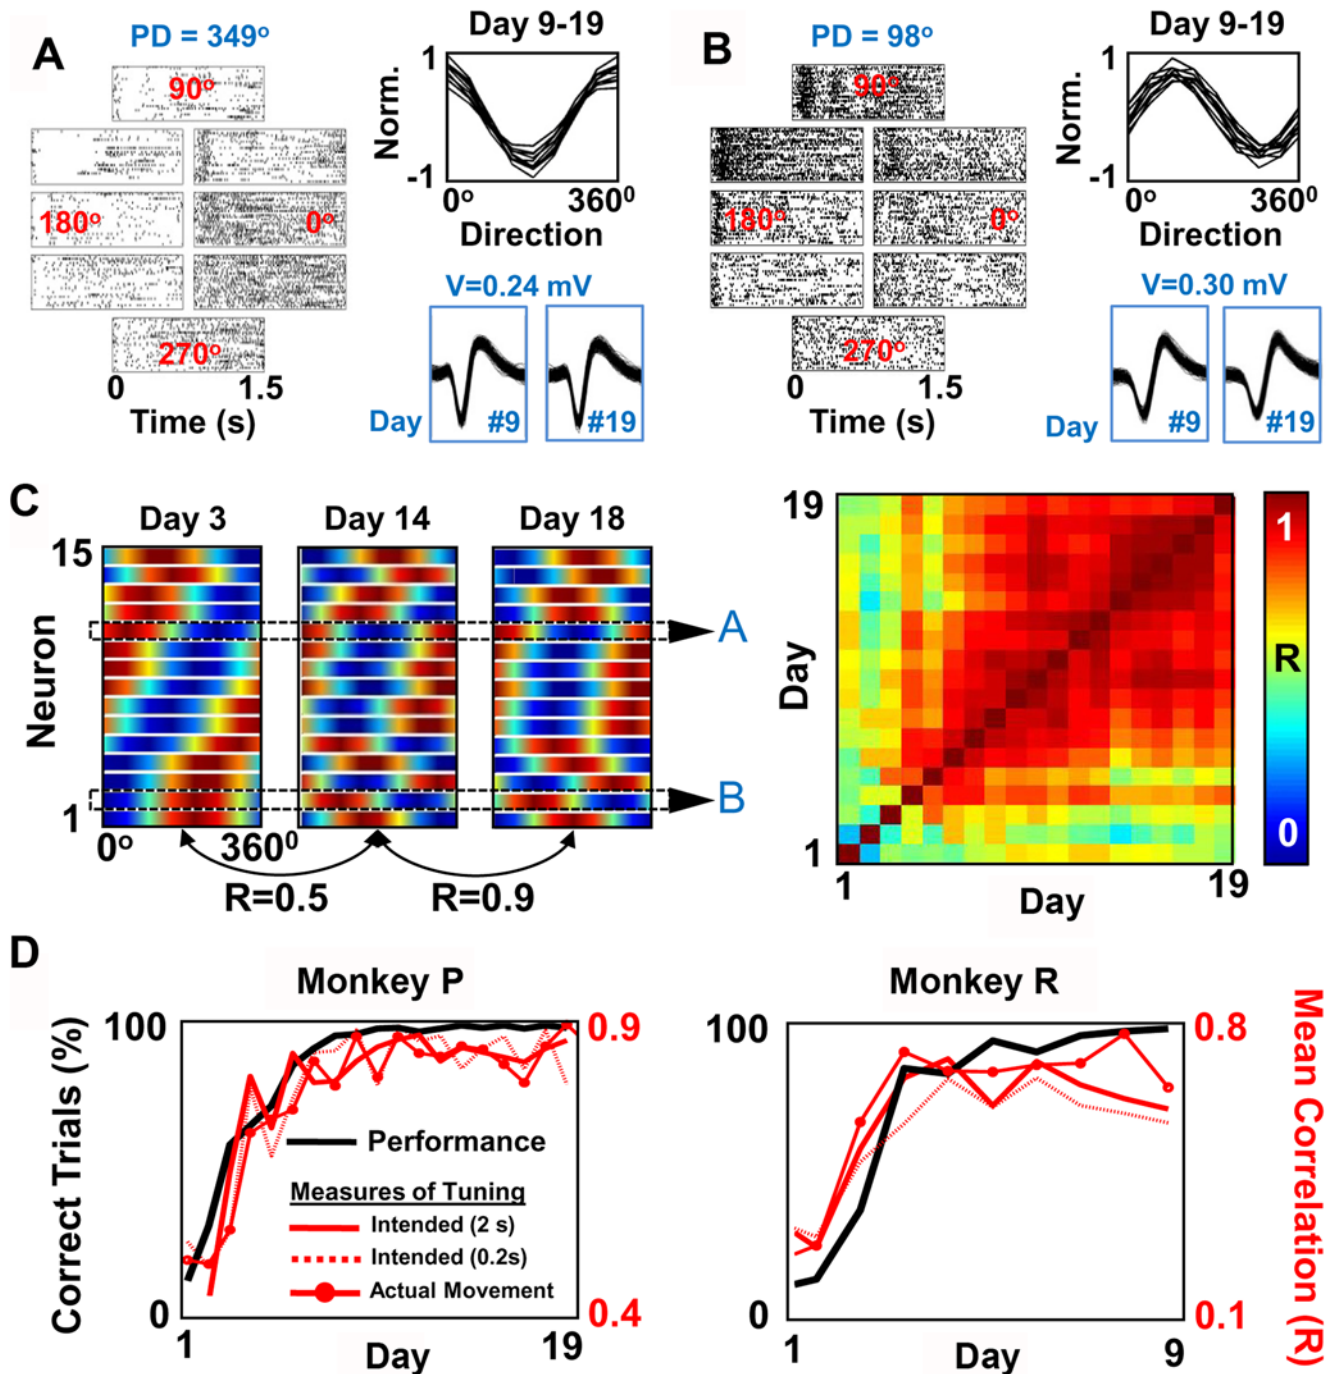 A
PD = 349°
90°
180°
0°
270°
0 1.5
Time (s)
Day 9-19
1
Norm.
-1
0° 360⁰
Direction
V=0.24 mV
Day #9 #19
B
PD = 98°
90°
180°
0°
270°
0 1.5
Time (s)
Day 9-19
1
Norm.
-1
0° 360⁰
Direction
V=0.30 mV
Day #9 #19
C
Day 3 Day 14 Day 18
15
Neuron
1
0° 360⁰
A
B
R=0.5 R=0.9
19
Day
1
1 19
Day
1
R
0
D
Monkey P
100
Correct Trials (%)
0
0.9
0.4
Performance
Measures of Tuning
Intended (2 s)
Intended (0.2s)
Actual Movement
1 Day 19
Monkey R
100
0
0.8
0.1
Mean Correlation (R)
1 Day 9